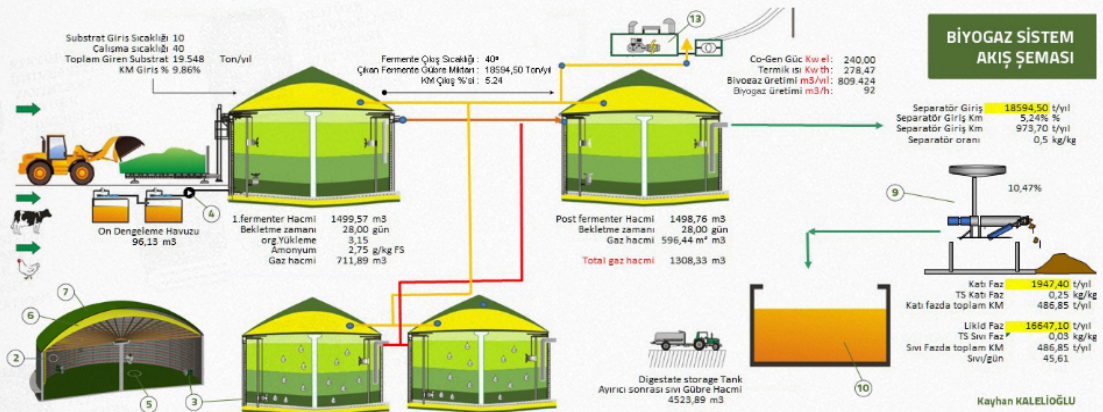 BİYOGAZ SİSTEM
AKIŞ ŞEMASI
Substrat Giris Sıcaklığı 10
Calisma sıcaklığı 40
Toplam Giren Substrat 19.548 Ton/yıl
KM Giris % 9.86%
Fermente Çıkış Sıcaklığı : 40°
Çıkan Fermente Gübre Miktarı : 18594,50 Ton/yıl
KM Çıkış %'si : 5.24
13
Co-Gen Güc Kw el: 240,00
Termik ısı Kw th: 278,47
Biyogaz üretimi m3/yıl: 809.424
Biyogaz üretimi m3/h: 92
Separatör Giriş 18594,50 t/yıl
Separatör Giriş Km 5,24% %
Separatör Giriş Km 973,70 t/yıl
Separatör oranı 0,5 kg/kg
9
10,47%
4
On Dengeleme Havuzu
96,13 m3
1.fermenter Hacmi 1499,57 m3
Bekletme zamanı 28,00 gün
org.Yükleme 3,15
Amonyum 2,75 g/kg FS
Gaz hacmi 711,89 m3
Post fermenter Hacmi 1498,76 m3
Bekletme zamanı 28,00 gün
Gaz hacmi 596,44 m³ m3
Total gaz hacmi 1308,33 m3
7
6
2
5
3
Digestate storage Tank
Ayırıcı sonrası sıvı Gübre Hacmi
4523,89 m3
10
Katı Faz 1947,40 t/yıl
TS Katı Faz 0,25 kg/kg
Katı fazda toplam KM 486,85 t/yıl
Likid Faz 16647,10 t/yıl
TS Sıvı Faz 0,03 kg/kg
Sıvı Fazda toplam KM 486,85 t/yıl
Sıvı/gün 45,61
Kayhan KALELİOĞLU